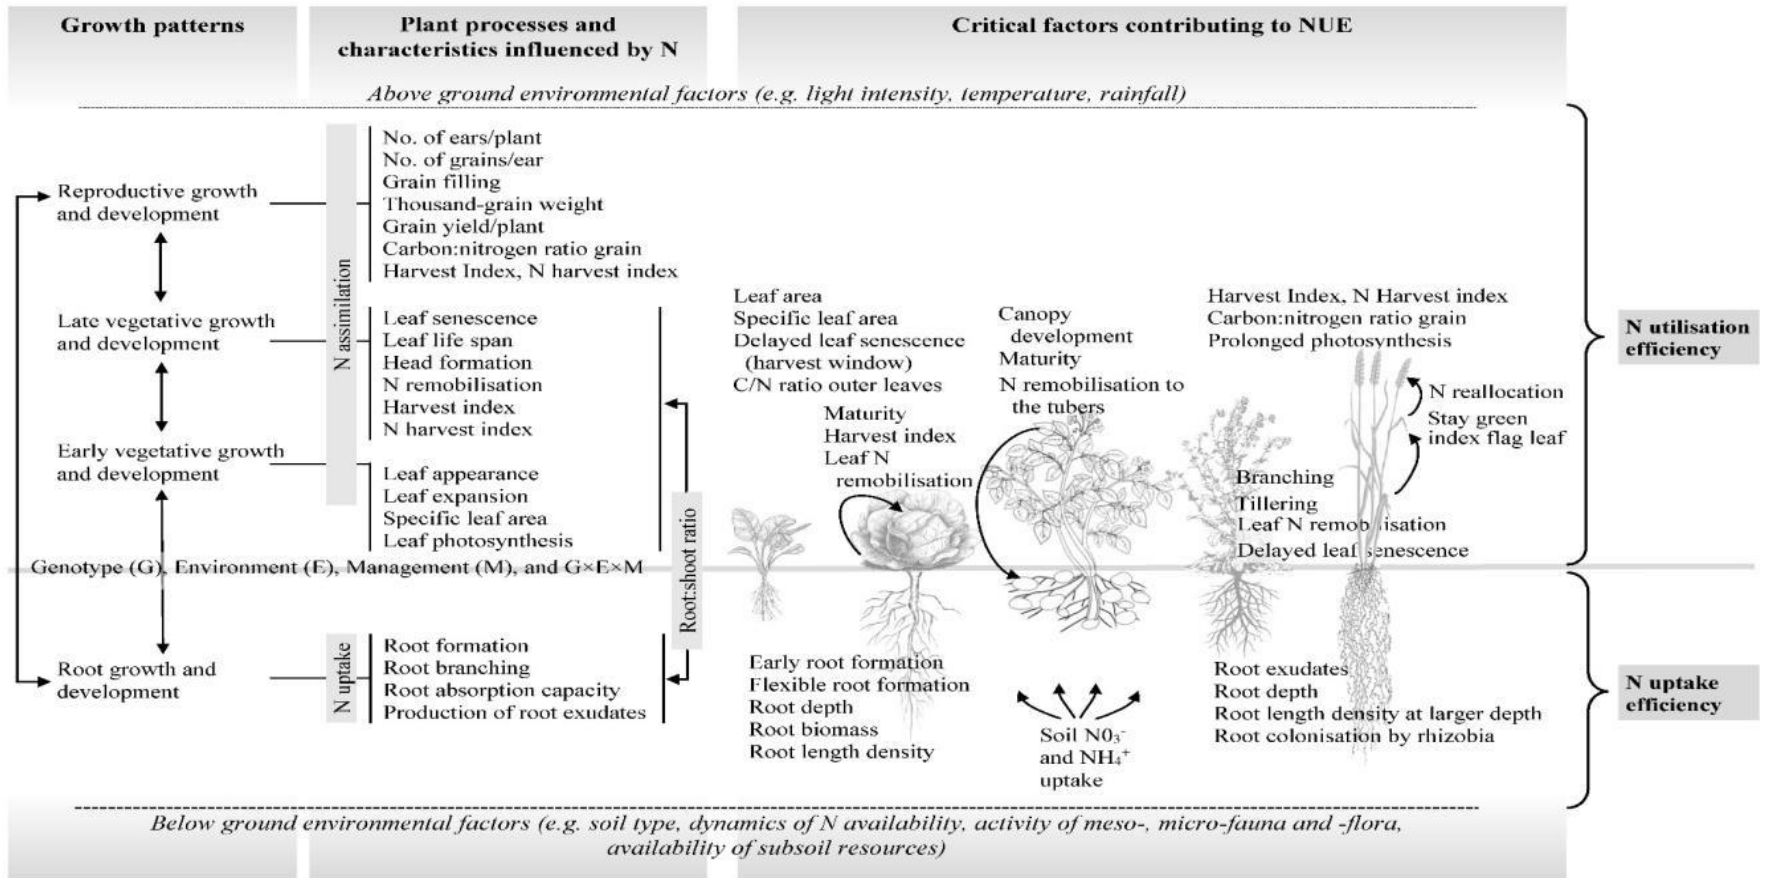 Growth patterns
Plant processes and
characteristics influenced by N
Critical factors contributing to NUE
Above ground environmental factors (e.g. light intensity, temperature, rainfall)
Reproductive growth
and development
Late vegetative growth
and development
Early vegetative growth
and development
Root growth and
development
N assimilation
No. of ears/plant
No. of grains/ear
Grain filling
Thousand-grain weight
Grain yield/plant
Carbon:nitrogen ratio grain
Harvest Index, N harvest index
Leaf senescence
Leaf life span
Head formation
N remobilisation
Harvest index
N harvest index
Leaf appearance
Leaf expansion
Specific leaf area
Leaf photosynthesis
Genotype (G), Environment (E), Management (M), and G×E×M
N uptake
Root formation
Root branching
Root absorption capacity
Production of root exudates
Root:shoot ratio
Leaf area
Specific leaf area
Delayed leaf senescence
(harvest window)
C/N ratio outer leaves
Maturity
Harvest index
Leaf N
remobilisation
Canopy
development
Maturity
N remobilisation to
the tubers
Harvest Index, N Harvest index
Carbon:nitrogen ratio grain
Prolonged photosynthesis
N reallocation
Stay green
index flag leaf
Branching
Tillering
Leaf N remobilisation
Delayed leaf senescence
Early root formation
Flexible root formation
Root depth
Root biomass
Root length density
Soil N0₃⁻
and NH₄⁺
uptake
Root exudates
Root depth
Root length density at larger depth
Root colonisation by rhizobia
N utilisation
efficiency
N uptake
efficiency
Below ground environmental factors (e.g. soil type, dynamics of N availability, activity of meso-, micro-fauna and -flora,
availability of subsoil resources)